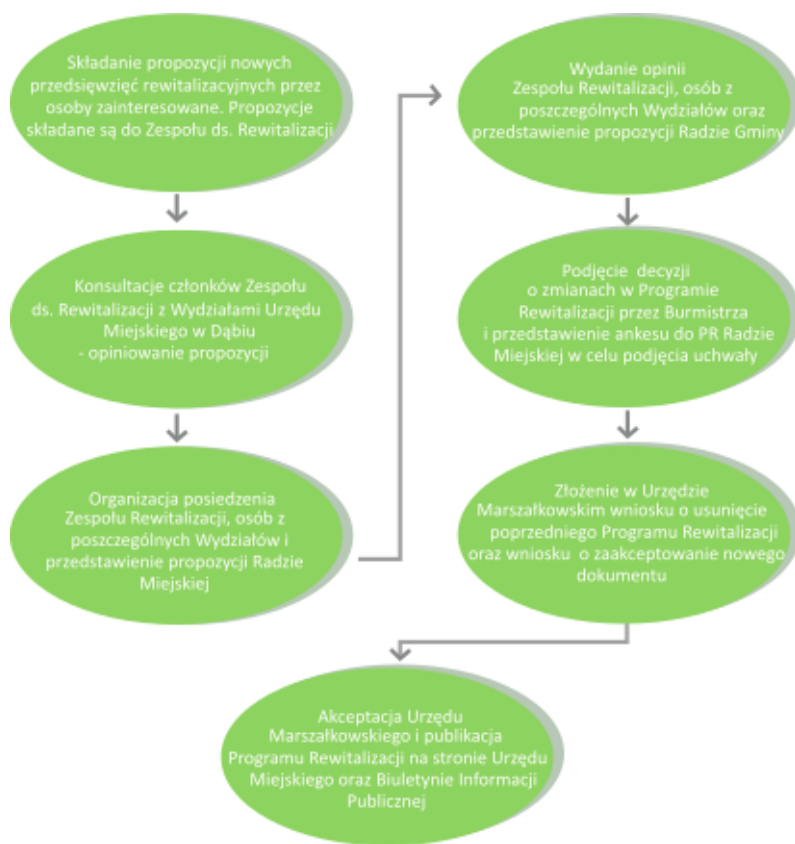 Składanie propozycji nowych
przedsięwzięć rewitalizacyjnych przez
osoby zainteresowane. Propozycje
składane są do Zespołu ds. Rewitalizacji
Konsultacje członków Zespołu
ds. Rewitalizacji z Wydziałami Urzędu
Miejskiego w Dąbiu
- opiniowanie propozycji
Organizacja posiedzenia
Zespołu Rewitalizacji, osób z
poszczególnych Wydziałów i
przedstawienie propozycji Radzie
Miejskiej
Wydanie opinii
Zespołu Rewitalizacji, osób z
poszczególnych Wydziałów oraz
przedstawienie propozycji Radzie Gminy
Podjęcie decyzji
o zmianach w Programie
Rewitalizacji przez Burmistrza
i przedstawienie ankesu do PR Radzie
Miejskiej w celu podjęcia uchwały
Złożenie w Urzędzie
Marszałkowskim wniosku o usunięcie
poprzedniego Programu Rewitalizacji
oraz wniosku o zaakceptowanie nowego
dokumentu
Akceptacja Urzędu
Marszałkowskiego i publikacja
Programu Rewitalizacji na stronie Urzędu
Miejskiego oraz Biuletynie Informacji
Publicznej